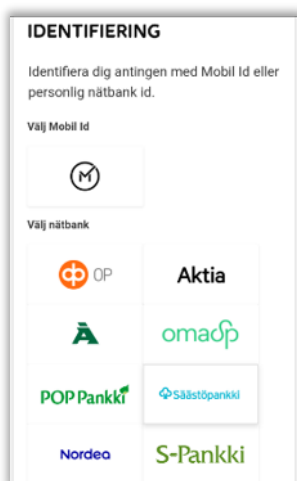 IDENTIFIERING
Identifiera dig antingen med Mobil Id eller
personlig nätbank id.
Välj Mobil Id
M
Välj nätbank
OP
Aktia
Å
omasp
POP Pankki
Säästöpankki
Nordea
S-Pankki